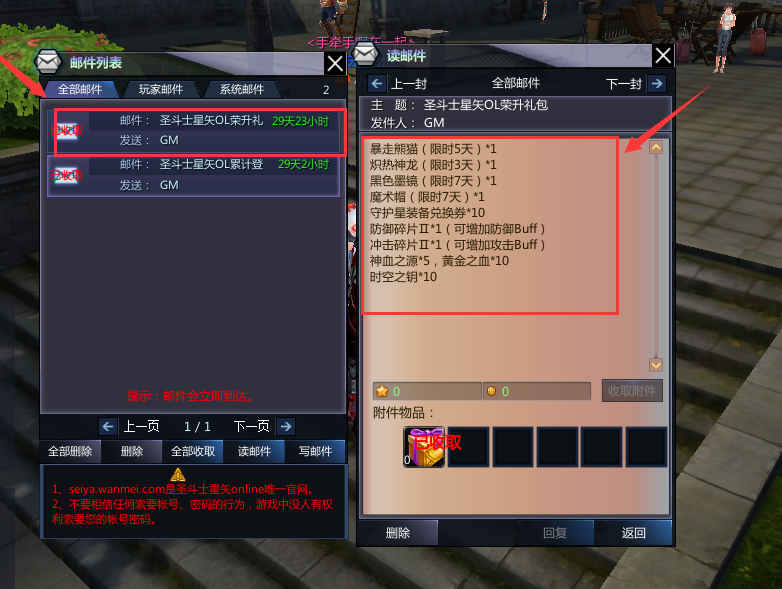 <手牵手
在一起>
邮件列表
全部邮件 玩家邮件 系统邮件 2
邮件： 圣斗士星矢OL荣升礼 29天23小时
已收取
发送： GM
邮件： 圣斗士星矢OL累计登 29天2小时
已收取
发送： GM
提示：邮件会立即到达。
上一页 1 / 1 下一页
全部删除 删除 全部收取 读邮件 写邮件
1、seiya.wanmei.com是圣斗士星矢online唯一官网。
2、不要相信任何索要帐号、密码的行为，游戏中没人有权
利索要您的帐号密码。
读邮件
上一封 全部邮件 下一封
主 题： 圣斗士星矢OL荣升礼包
发件人： GM
暴走熊猫（限时5天）*1
炽热神龙（限时3天）*1
黑色墨镜（限时7天）*1
魔术帽（限时7天）*1
守护星装备兑换券*10
防御碎片Ⅱ*1（可增加防御Buff）
冲击碎片Ⅱ*1（可增加攻击Buff）
神血之源*5，黄金之血*10
时空之钥*10
0 0 收取附件
附件物品：
已收取
0
删除 回复 返回